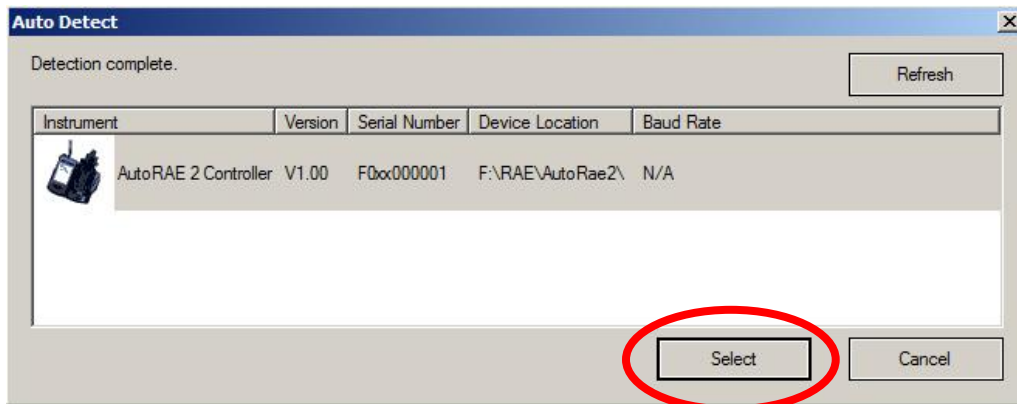 Auto Detect
Detection complete.
Refresh
Instrument Version Serial Number Device Location Baud Rate
AutoRAE 2 Controller V1.00 F0xx000001 F:\RAE\AutoRae2\ N/A
Select Cancel